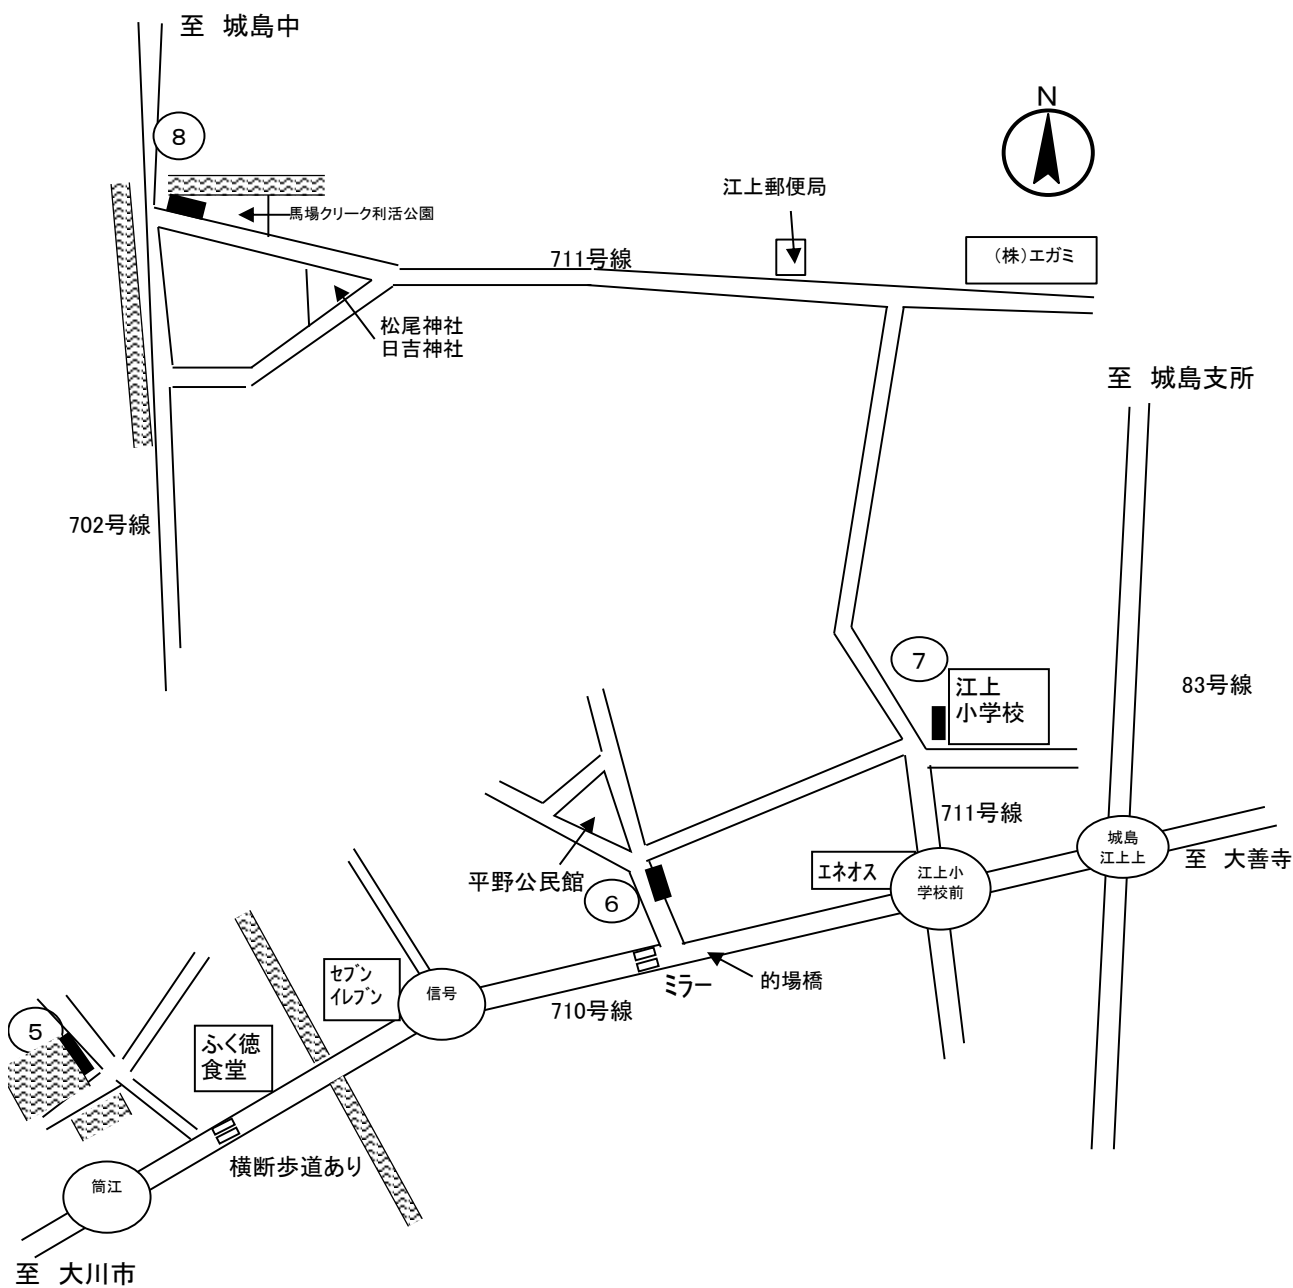 至 城島中
N
8
江上郵便局
馬場クリーク利活公園
(株)エガミ
711号線
松尾神社
日吉神社
至 城島支所
702号線
7
江上
小学校
83号線
711号線
城島
江上上
至 大善寺
エネオス
江上小
学校前
平野公民館
6
セブン
イレブン
信号
ミラー
的場橋
710号線
5
ふく徳
食堂
横断歩道あり
筒江
至 大川市